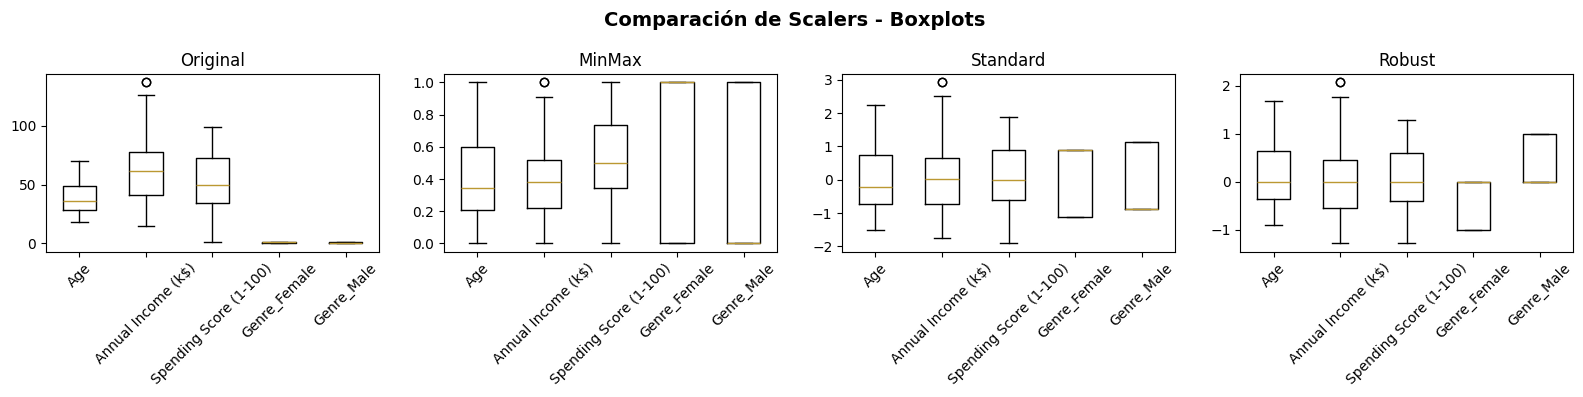 Comparación de Scalers - Boxplots
Original
100
50
0
Age
Annual Income (k$)
Spending Score (1-100)
Genre_Female
Genre_Male
MinMax
1.0
0.8
0.6
0.4
0.2
0.0
Age
Annual Income (k$)
Spending Score (1-100)
Genre_Female
Genre_Male
Standard
3
2
1
0
−1
−2
Age
Annual Income (k$)
Spending Score (1-100)
Genre_Female
Genre_Male
Robust
2
1
0
−1
Age
Annual Income (k$)
Spending Score (1-100)
Genre_Female
Genre_Male